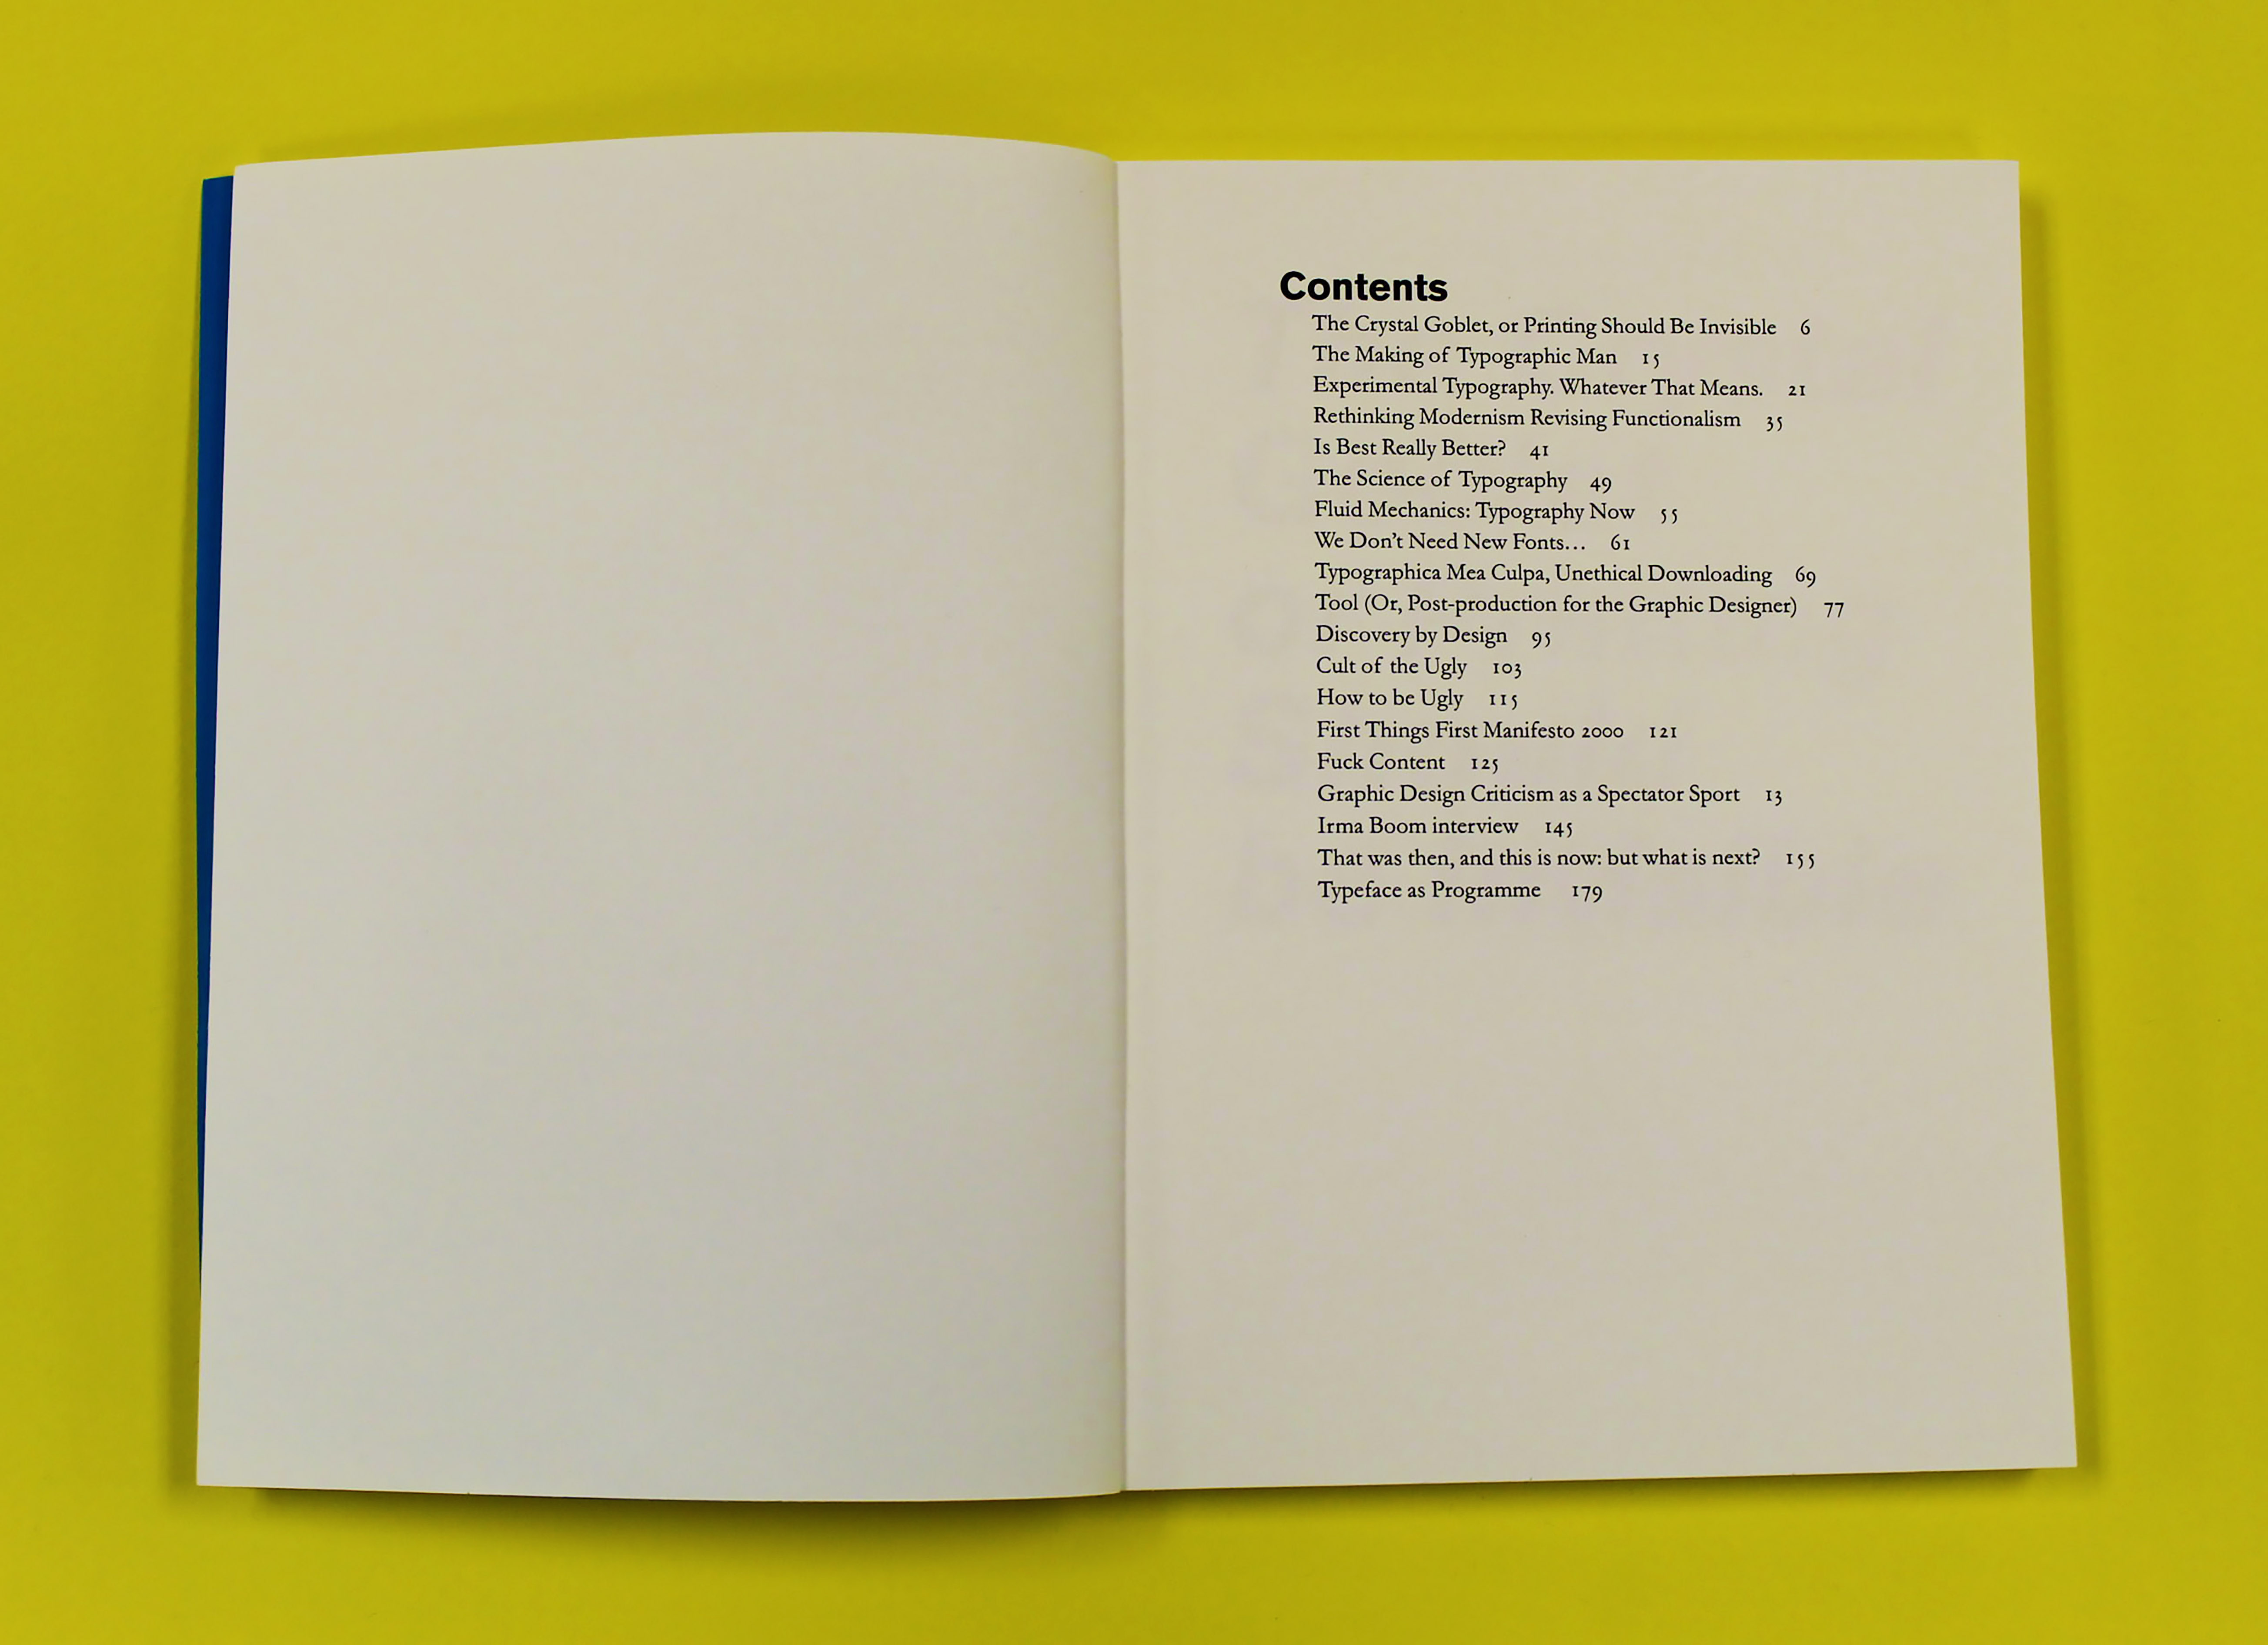 Contents
The Crystal Goblet, or Printing Should Be Invisible 6
The Making of Typographic Man 15
Experimental Typography. Whatever That Means. 21
Rethinking Modernism Revising Functionalism 35
Is Best Really Better? 41
The Science of Typography 49
Fluid Mechanics: Typography Now 55
We Don’t Need New Fonts… 61
Typographica Mea Culpa, Unethical Downloading 69
Tool (Or, Post-production for the Graphic Designer) 77
Discovery by Design 95
Cult of the Ugly 103
How to be Ugly 115
First Things First Manifesto 2000 121
Fuck Content 125
Graphic Design Criticism as a Spectator Sport 13
Irma Boom interview 145
That was then, and this is now: but what is next? 155
Typeface as Programme 179